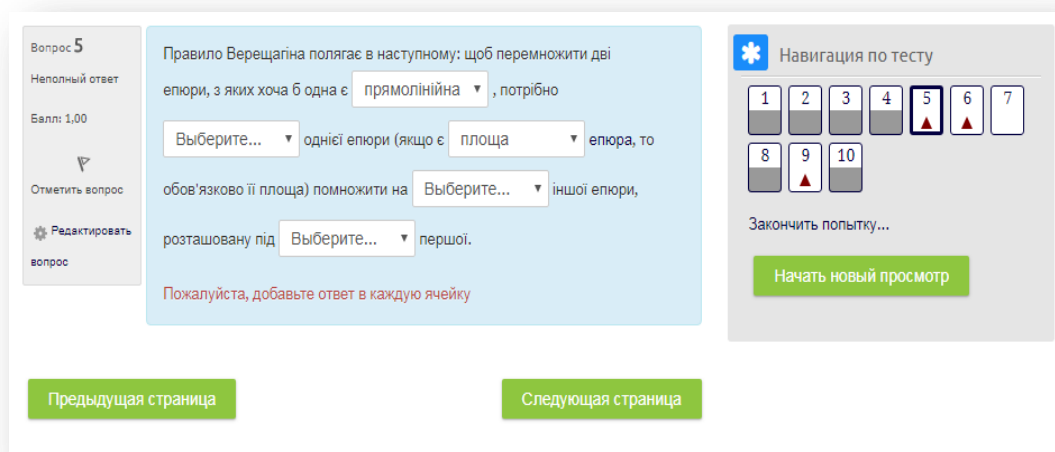 Вопрос 5
Неполный ответ
Балл: 1,00
Отметить вопрос
Редактировать
вопрос
Правило Верещагіна полягає в наступному: щоб перемножити дві
епюри, з яких хоча б одна є прямолінійна , потрібно
Выберите... однієї епюри (якщо є площа епюра, то
обов'язково її площа) помножити на Выберите... іншої епюри,
розташовану під Выберите... першої.
Пожалуйста, добавьте ответ в каждую ячейку
Навигация по тесту
1 2 3 4 5 6 7
8 9 10
Закончить попытку...
Начать новый просмотр
Предыдущая страница
Следующая страница